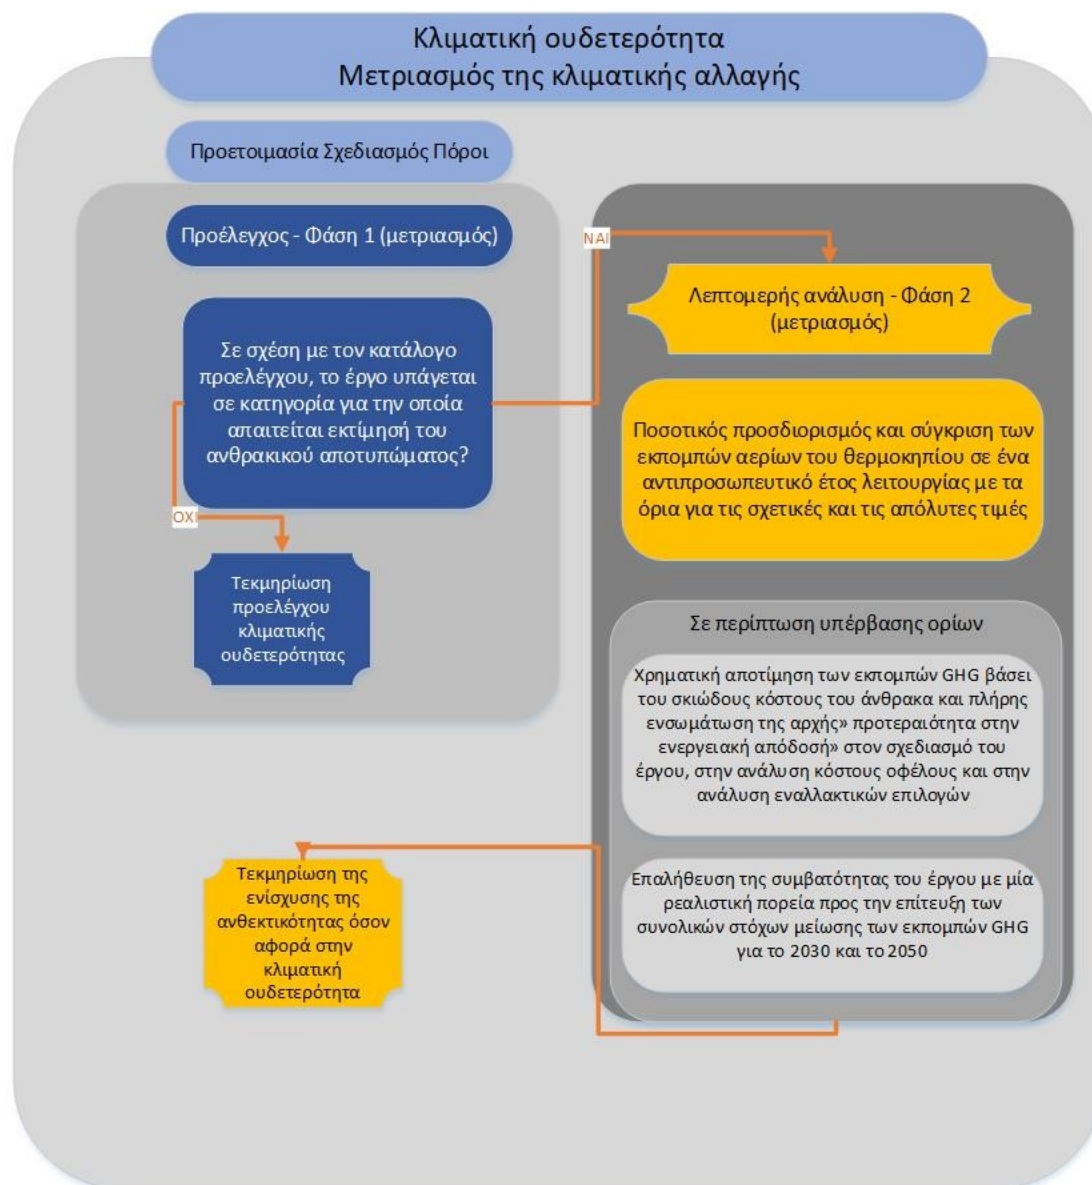 Κλιματική ουδετερότητα
Μετριασμός της κλιματικής αλλαγής
Προετοιμασία Σχεδιασμός Πόροι
Προέλεγχος - Φάση 1 (μετριασμός)
Σε σχέση με τον κατάλογο
προελέγχου, το έργο υπάγεται
σε κατηγορία για την οποία
απαιτείται εκτίμησή του
ανθρακικού αποτυπώματος?
ΟΧΙ
Τεκμηρίωση
προελέγχου
κλιματικής
ουδετερότητας
ΝΑΙ
Λεπτομερής ανάλυση - Φάση 2
(μετριασμός)
Ποσοτικός προσδιορισμός και σύγκριση των
εκπομπών αερίων του θερμοκηπίου σε ένα
αντιπροσωπευτικό έτος λειτουργίας με τα
όρια για τις σχετικές και τις απόλυτες τιμές
Σε περίπτωση υπέρβασης ορίων
Χρηματική αποτίμηση των εκπομπών GHG βάσει
του σκιώδους κόστους του άνθρακα και πλήρης
ενσωμάτωση της αρχής» προτεραιότητα στην
ενεργειακή απόδοσή» στον σχεδιασμό του
έργου, στην ανάλυση κόστους οφέλους και στην
ανάλυση εναλλακτικών επιλογών
Επαλήθευση της συμβατότητας του έργου με μία
ρεαλιστική πορεία προς την επίτευξη των
συνολικών στόχων μείωσης των εκπομπών GHG
για το 2030 και το 2050
Τεκμηρίωση της
ενίσχυσης της
ανθεκτικότητας όσον
αφορά στην
κλιματική
ουδετερότητα